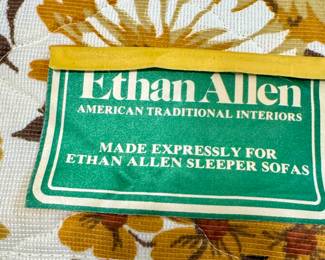 Ethan Allen
AMERICAN TRADITIONAL INTERIORS
MADE EXPRESSLY FOR
ETHAN ALLEN SLEEPER SOFAS